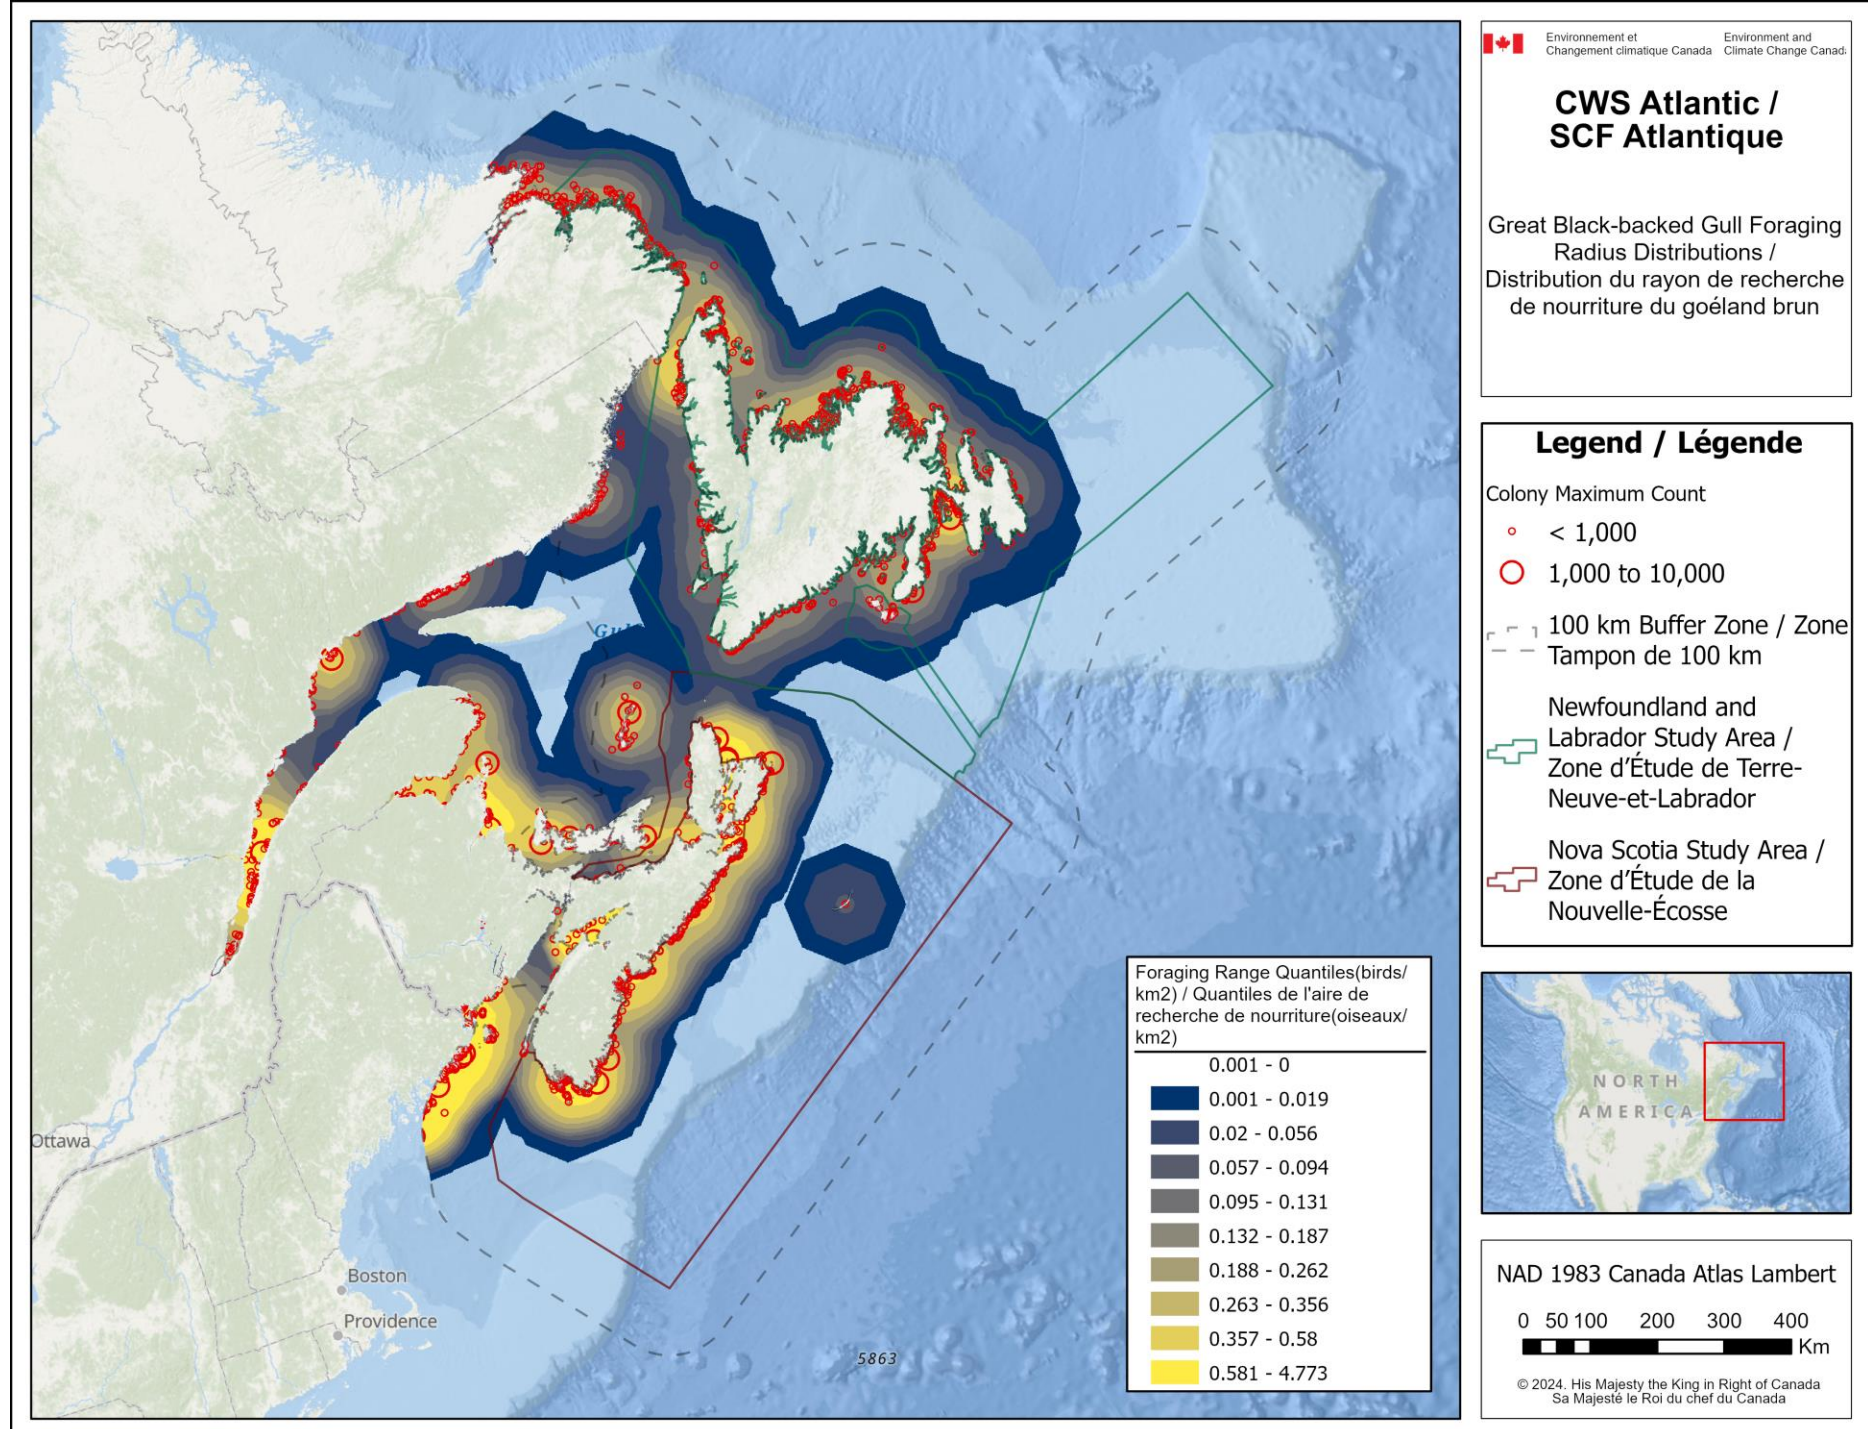 Environnement et
Changement climatique Canada
Environment and
Climate Change Canada
CWS Atlantic /
SCF Atlantique
Great Black-backed Gull Foraging
Radius Distributions /
Distribution du rayon de recherche
de nourriture du goéland brun
Legend / Légende
Colony Maximum Count
< 1,000
1,000 to 10,000
100 km Buffer Zone / Zone
Tampon de 100 km
Newfoundland and
Labrador Study Area /
Zone d'Étude de Terre-
Neuve-et-Labrador
Nova Scotia Study Area /
Zone d'Étude de la
Nouvelle-Écosse
Foraging Range Quantiles(birds/
km2) / Quantiles de l'aire de
recherche de nourriture(oiseaux/
km2)
0.001 - 0
0.001 - 0.019
0.02 - 0.056
0.057 - 0.094
0.095 - 0.131
0.132 - 0.187
0.188 - 0.262
0.263 - 0.356
0.357 - 0.58
0.581 - 4.773
Gul
Ottawa
Boston
Providence
5863
NORTH
AMERICA
NAD 1983 Canada Atlas Lambert
0 50 100 200 300 400
Km
© 2024. His Majesty the King in Right of Canada
Sa Majesté le Roi du chef du Canada